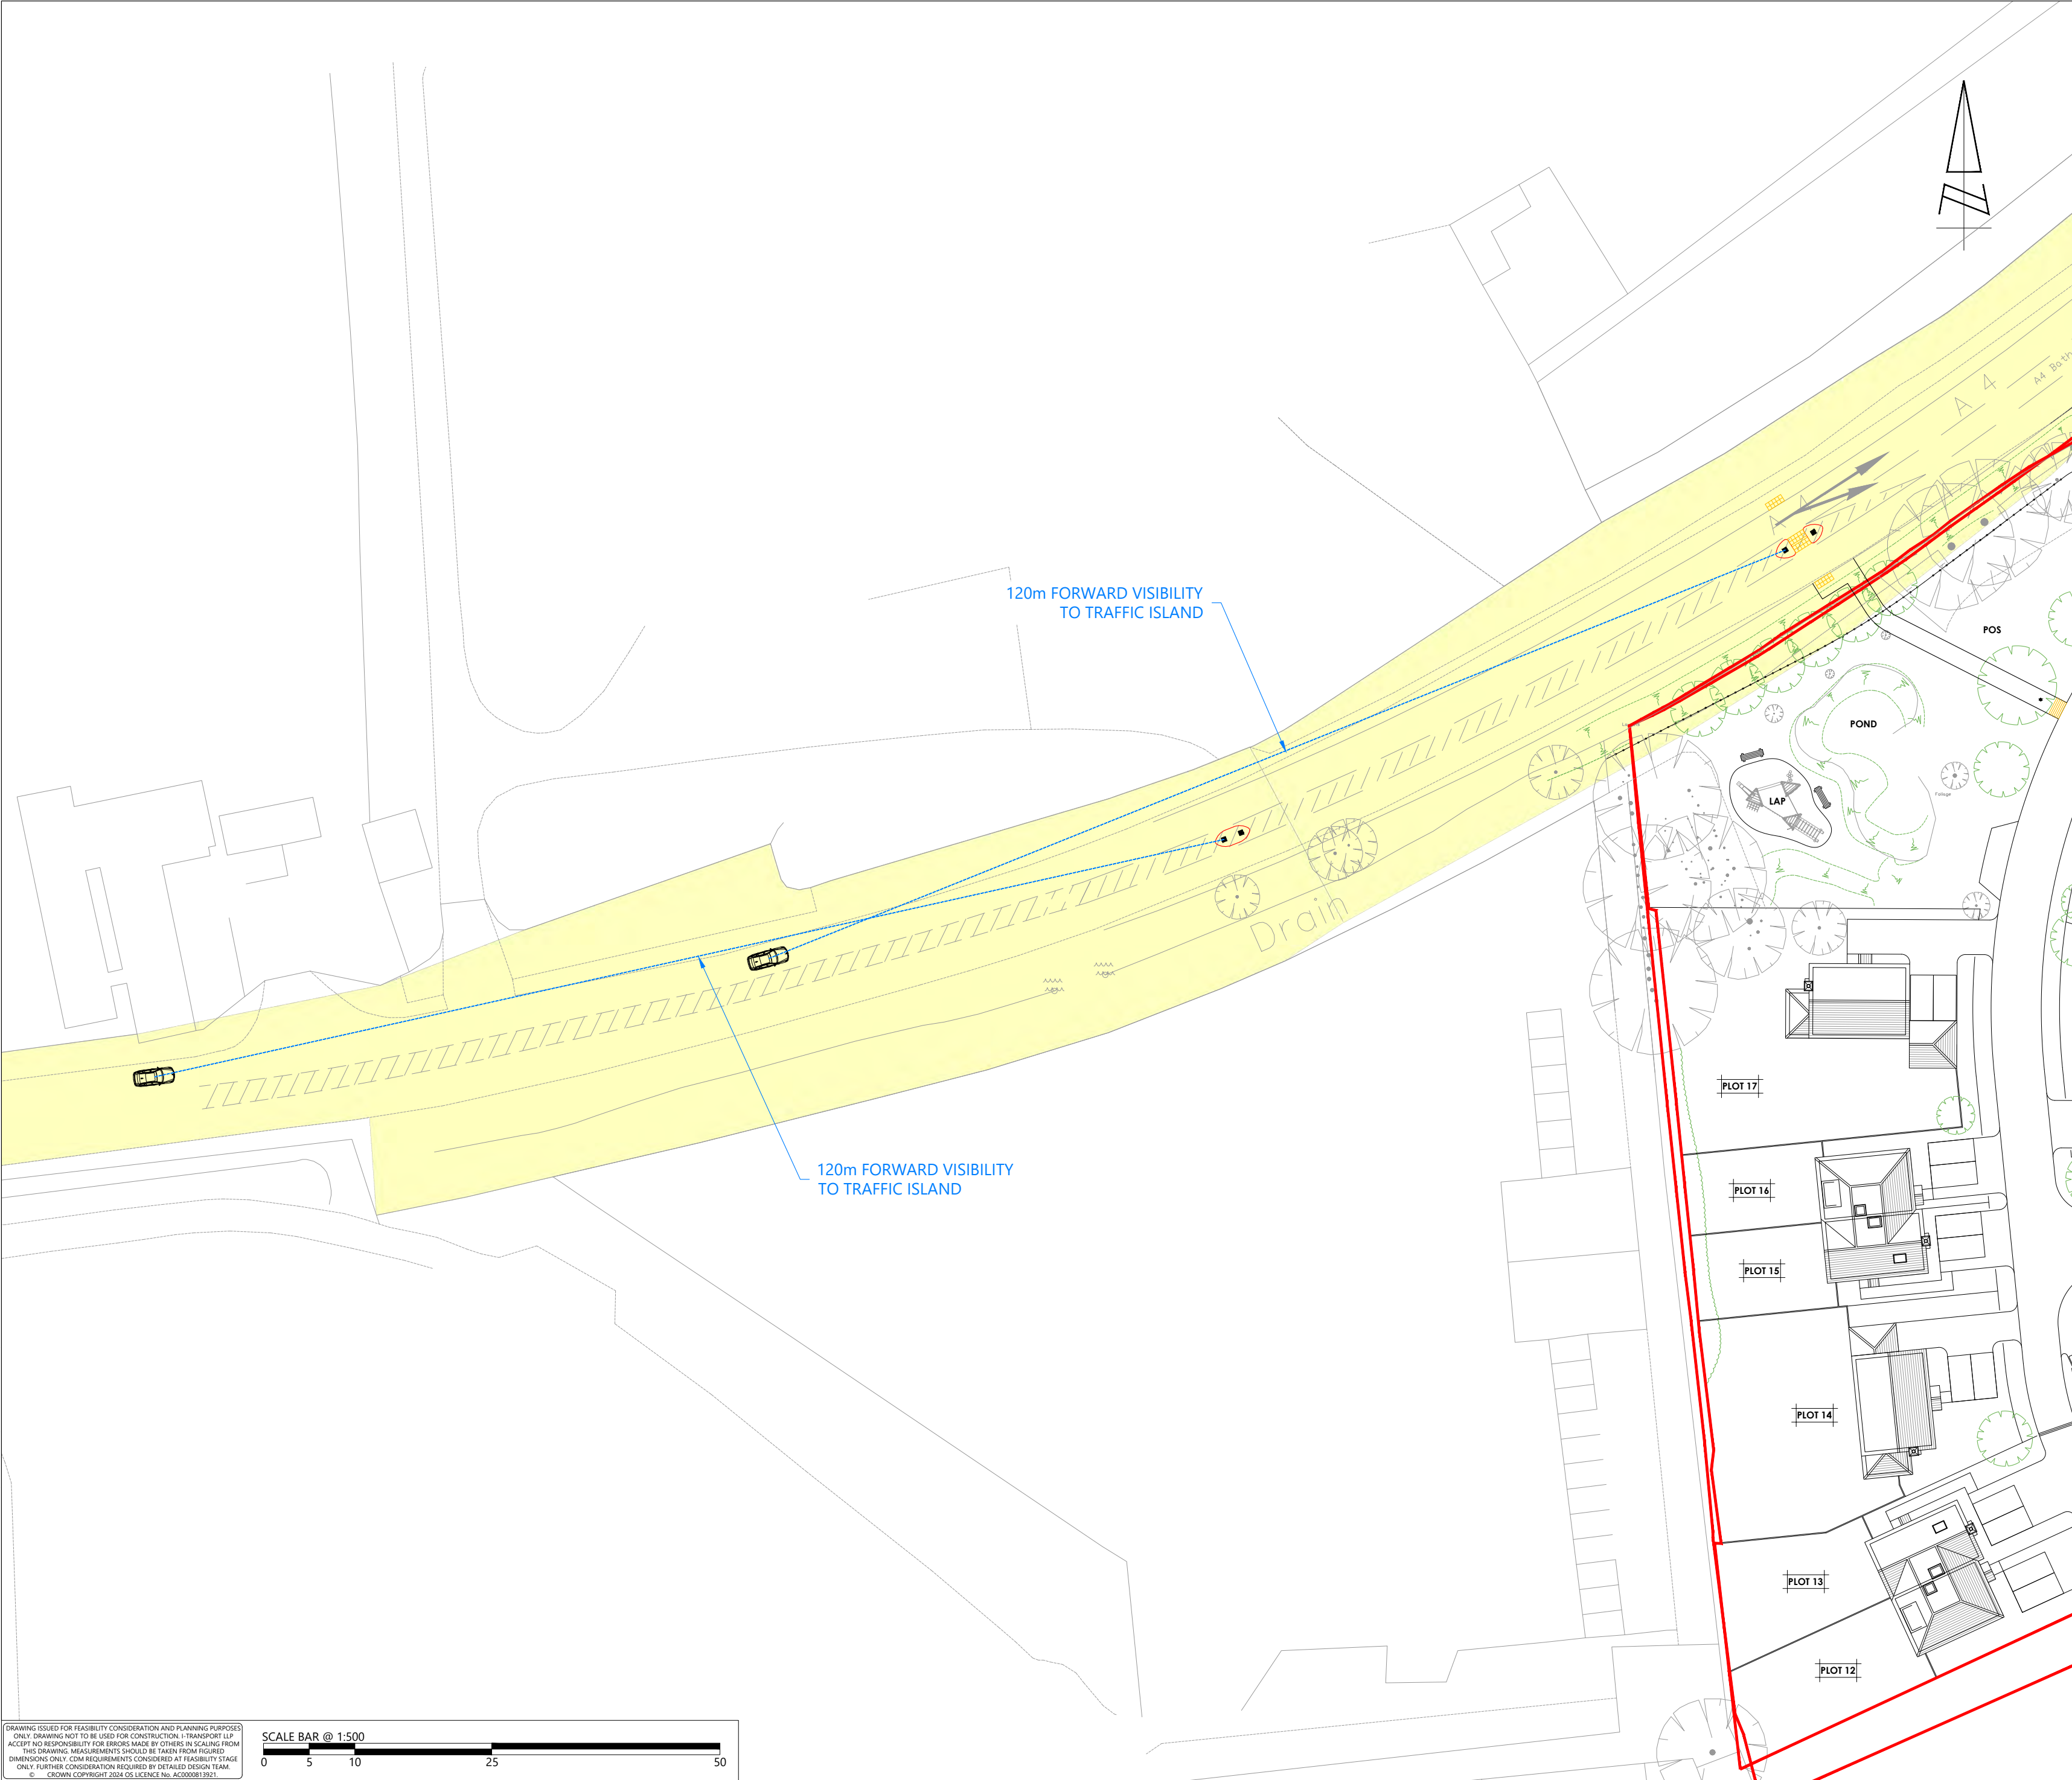 A4
A4 Bath
120m FORWARD VISIBILITY
TO TRAFFIC ISLAND
POS
POND
LAP
Foliage
Drain
PLOT 17
120m FORWARD VISIBILITY
TO TRAFFIC ISLAND
PLOT 16
PLOT 15
PLOT 14
PLOT 13
PLOT 12
DRAWING ISSUED FOR FEASIBILITY CONSIDERATION AND PLANNING PURPOSES
ONLY. DRAWING NOT TO BE USED FOR CONSTRUCTION. I-TRANSPORT LLP
ACCEPT NO RESPONSIBILITY FOR ERRORS MADE BY OTHERS IN SCALING FROM
THIS DRAWING. MEASUREMENTS SHOULD BE TAKEN FROM FIGURED
DIMENSIONS ONLY. CDM REQUIREMENTS CONSIDERED AT FEASIBILITY STAGE
ONLY. FURTHER CONSIDERATION REQUIRED BY DETAILED DESIGN TEAM.
© CROWN COPYRIGHT 2024 OS LICENCE No. AC0000813921.
SCALE BAR @ 1:500
0 5 10 25 50